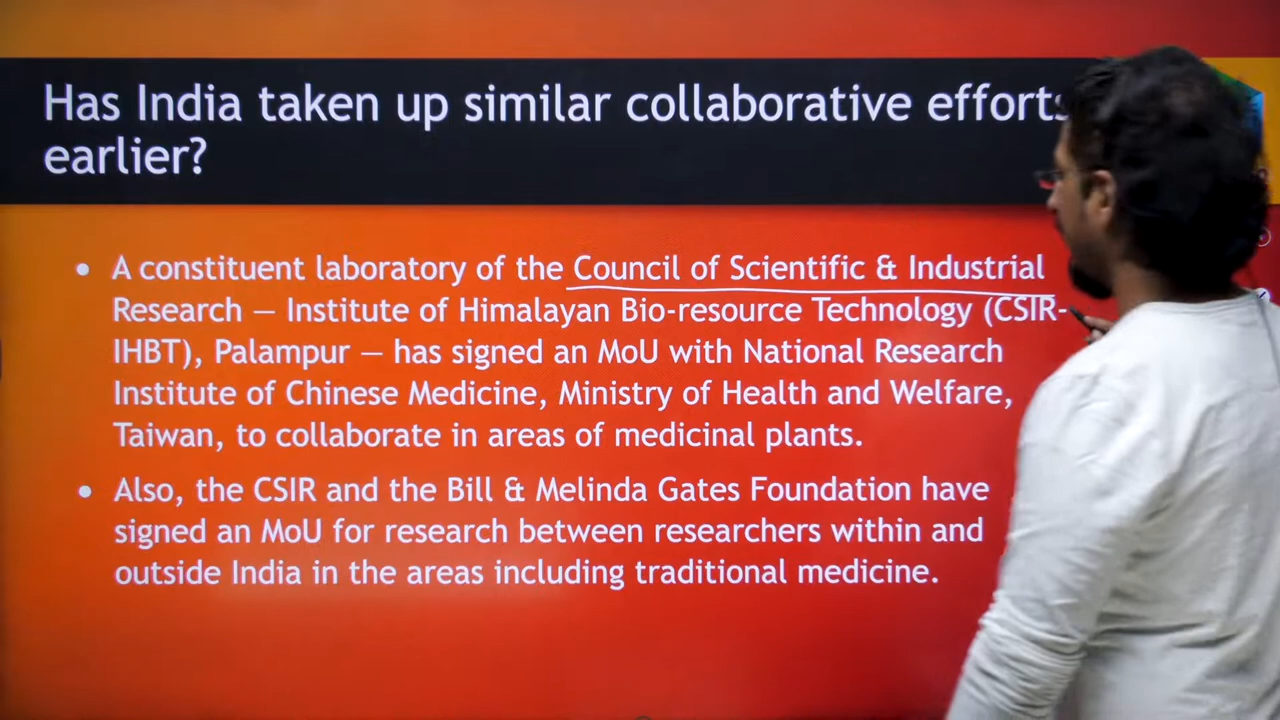 Has India taken up similar collaborative efforts
earlier?
• A constituent laboratory of the Council of Scientific & Industrial
Research – Institute of Himalayan Bio-resource Technology (CSIR-
IHBT), Palampur – has signed an MoU with National Research
Institute of Chinese Medicine, Ministry of Health and Welfare,
Taiwan, to collaborate in areas of medicinal plants.
• Also, the CSIR and the Bill & Melinda Gates Foundation have
signed an MoU for research between researchers within and
outside India in the areas including traditional medicine.